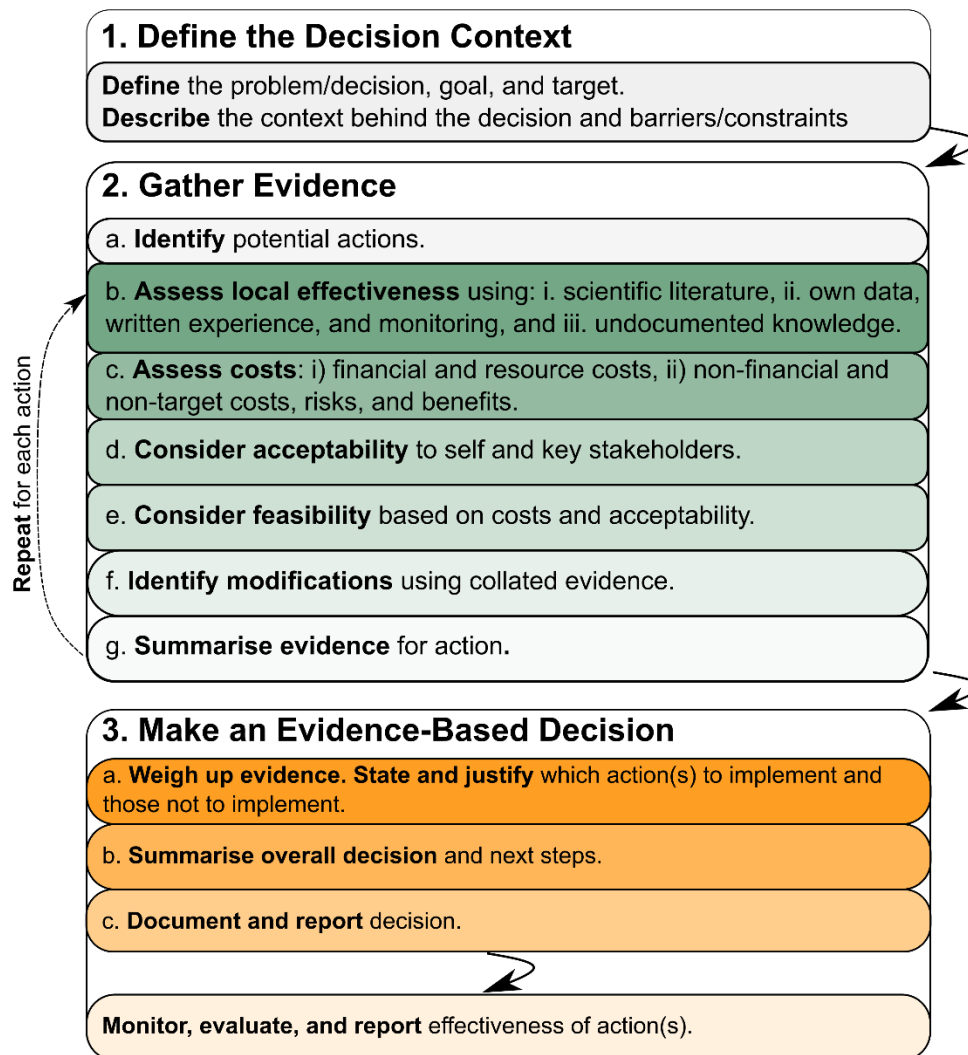 1. Define the Decision Context
Define the problem/decision, goal, and target.
Describe the context behind the decision and barriers/constraints
2. Gather Evidence
a. Identify potential actions.
b. Assess local effectiveness using: i. scientific literature, ii. own data,
written experience, and monitoring, and iii. undocumented knowledge.
c. Assess costs: i) financial and resource costs, ii) non-financial and
non-target costs, risks, and benefits.
d. Consider acceptability to self and key stakeholders.
e. Consider feasibility based on costs and acceptability.
f. Identify modifications using collated evidence.
g. Summarise evidence for action.
Repeat for each action
3. Make an Evidence-Based Decision
a. Weigh up evidence. State and justify which action(s) to implement and
those not to implement.
b. Summarise overall decision and next steps.
c. Document and report decision.
Monitor, evaluate, and report effectiveness of action(s).